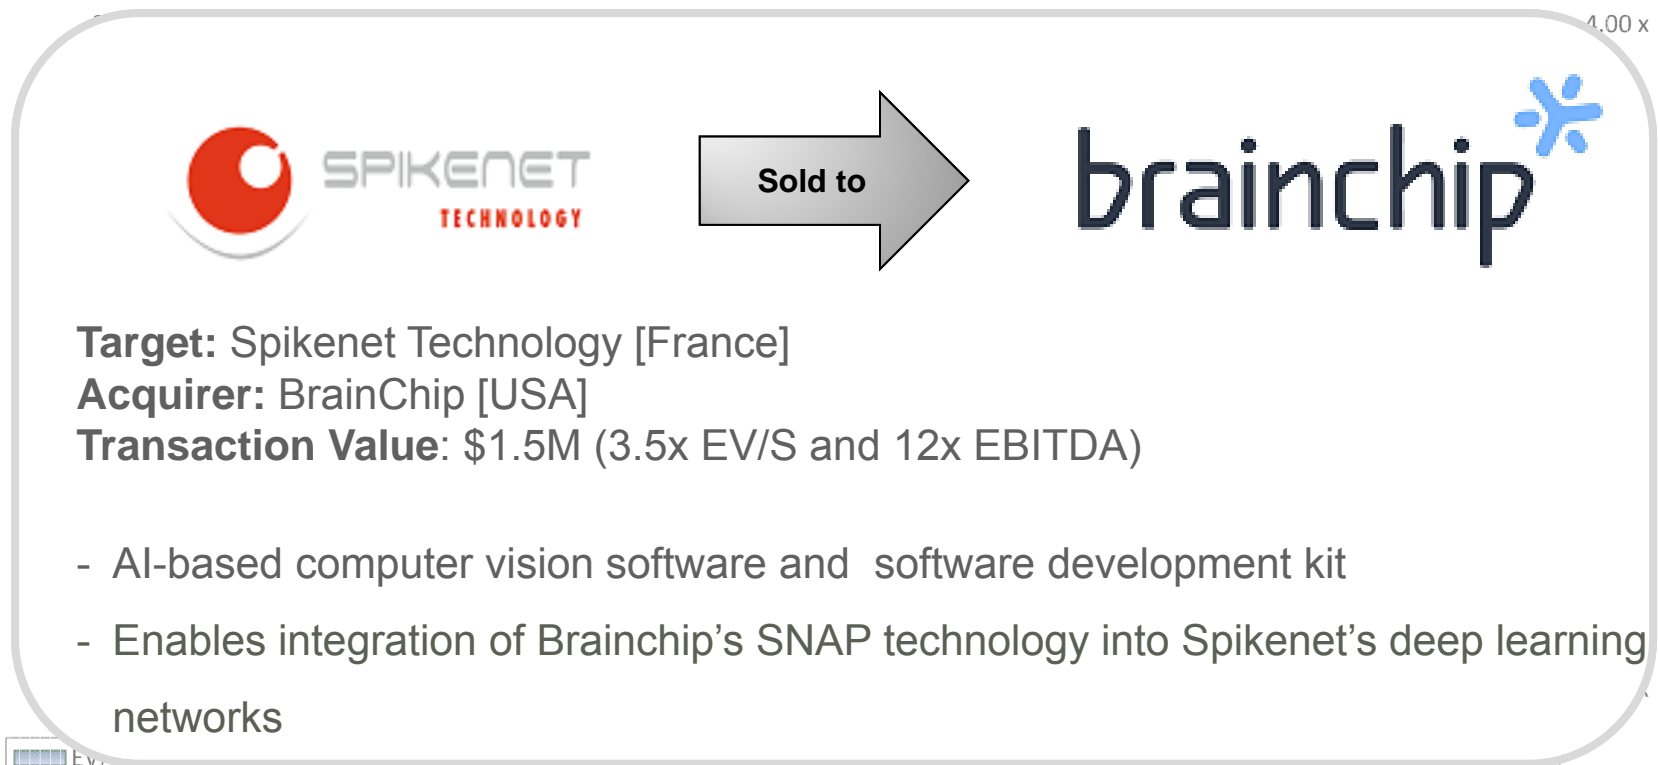 4.00 x
SPIKENET
TECHNOLOGY
Sold to
brainchip
Target: Spikenet Technology [France]
Acquirer: BrainChip [USA]
Transaction Value: $1.5M (3.5x EV/S and 12x EBITDA)
- AI-based computer vision software and  software development kit
- Enables integration of Brainchip’s SNAP technology into Spikenet’s deep learning
networks